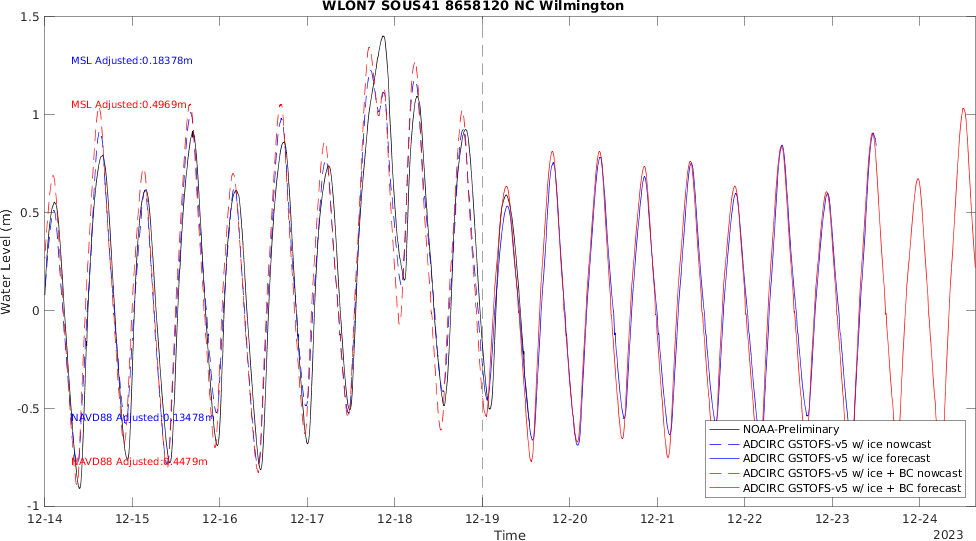 WLON7 SOUS41 8658120 NC Wilmington
1.5
MSL Adjusted:0.18378m
MSL Adjusted:0.4969m
1
0.5
Water Level (m)
0
-0.5
NAVD88 Adjusted:0.13478m
NAVD88 Adjusted:0.4479m
-1
NOAA-Preliminary
ADCIRC GSTOFS-v5 w/ ice nowcast
ADCIRC GSTOFS-v5 w/ ice forecast
ADCIRC GSTOFS-v5 w/ ice + BC nowcast
ADCIRC GSTOFS-v5 w/ ice + BC forecast
12-14 12-15 12-16 12-17 12-18 12-19 12-20 12-21 12-22 12-23 12-24
Time
2023